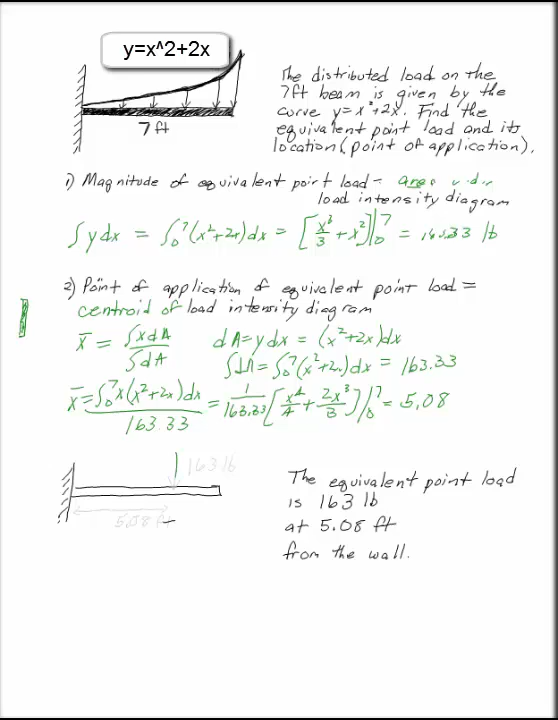 y=x^2+2x
The distributed load on the
7ft beam is given by the
curve y=x²+2x. Find the
equivalent point load and its
location (point of application).
7 ft
1) Magnitude of equivalent point load = area
load intensity diagram
∫ydx = ∫₀⁷(x²+2x)dx = [x³/3 + x²]|₀⁷ = 163.33 lb
2) Point of application of equivalent point load =
centroid of load intensity diagram
x̄ = ∫xdA/∫dA dA = ydx = (x²+2x)dx
∫dA = ∫₀⁷(x²+2x)dx = 163.33
x̄ = ∫₀⁷x(x²+2x)dx/163.33 = 1/163.33 [x⁴/4 + 2x³/3]|₀⁷ = 5.08
163 lb
5.08 ft
The equivalent point load
is 163 lb
at 5.08 ft
from the wall.